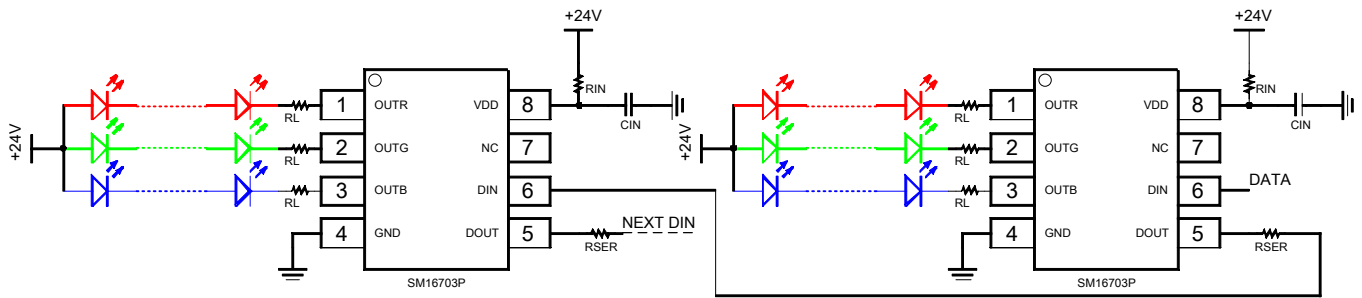 +24V
+24V
RIN
CIN
+24V
RL
RL
RL
1 OUTR VDD 8
2 OUTG NC 7
3 OUTB DIN 6
4 GND DOUT 5
SM16703P
RSER
NEXT DIN
+24V
RIN
CIN
RL
RL
RL
1 OUTR VDD 8
2 OUTG NC 7
3 OUTB DIN 6
4 GND DOUT 5
SM16703P
DATA
RSER